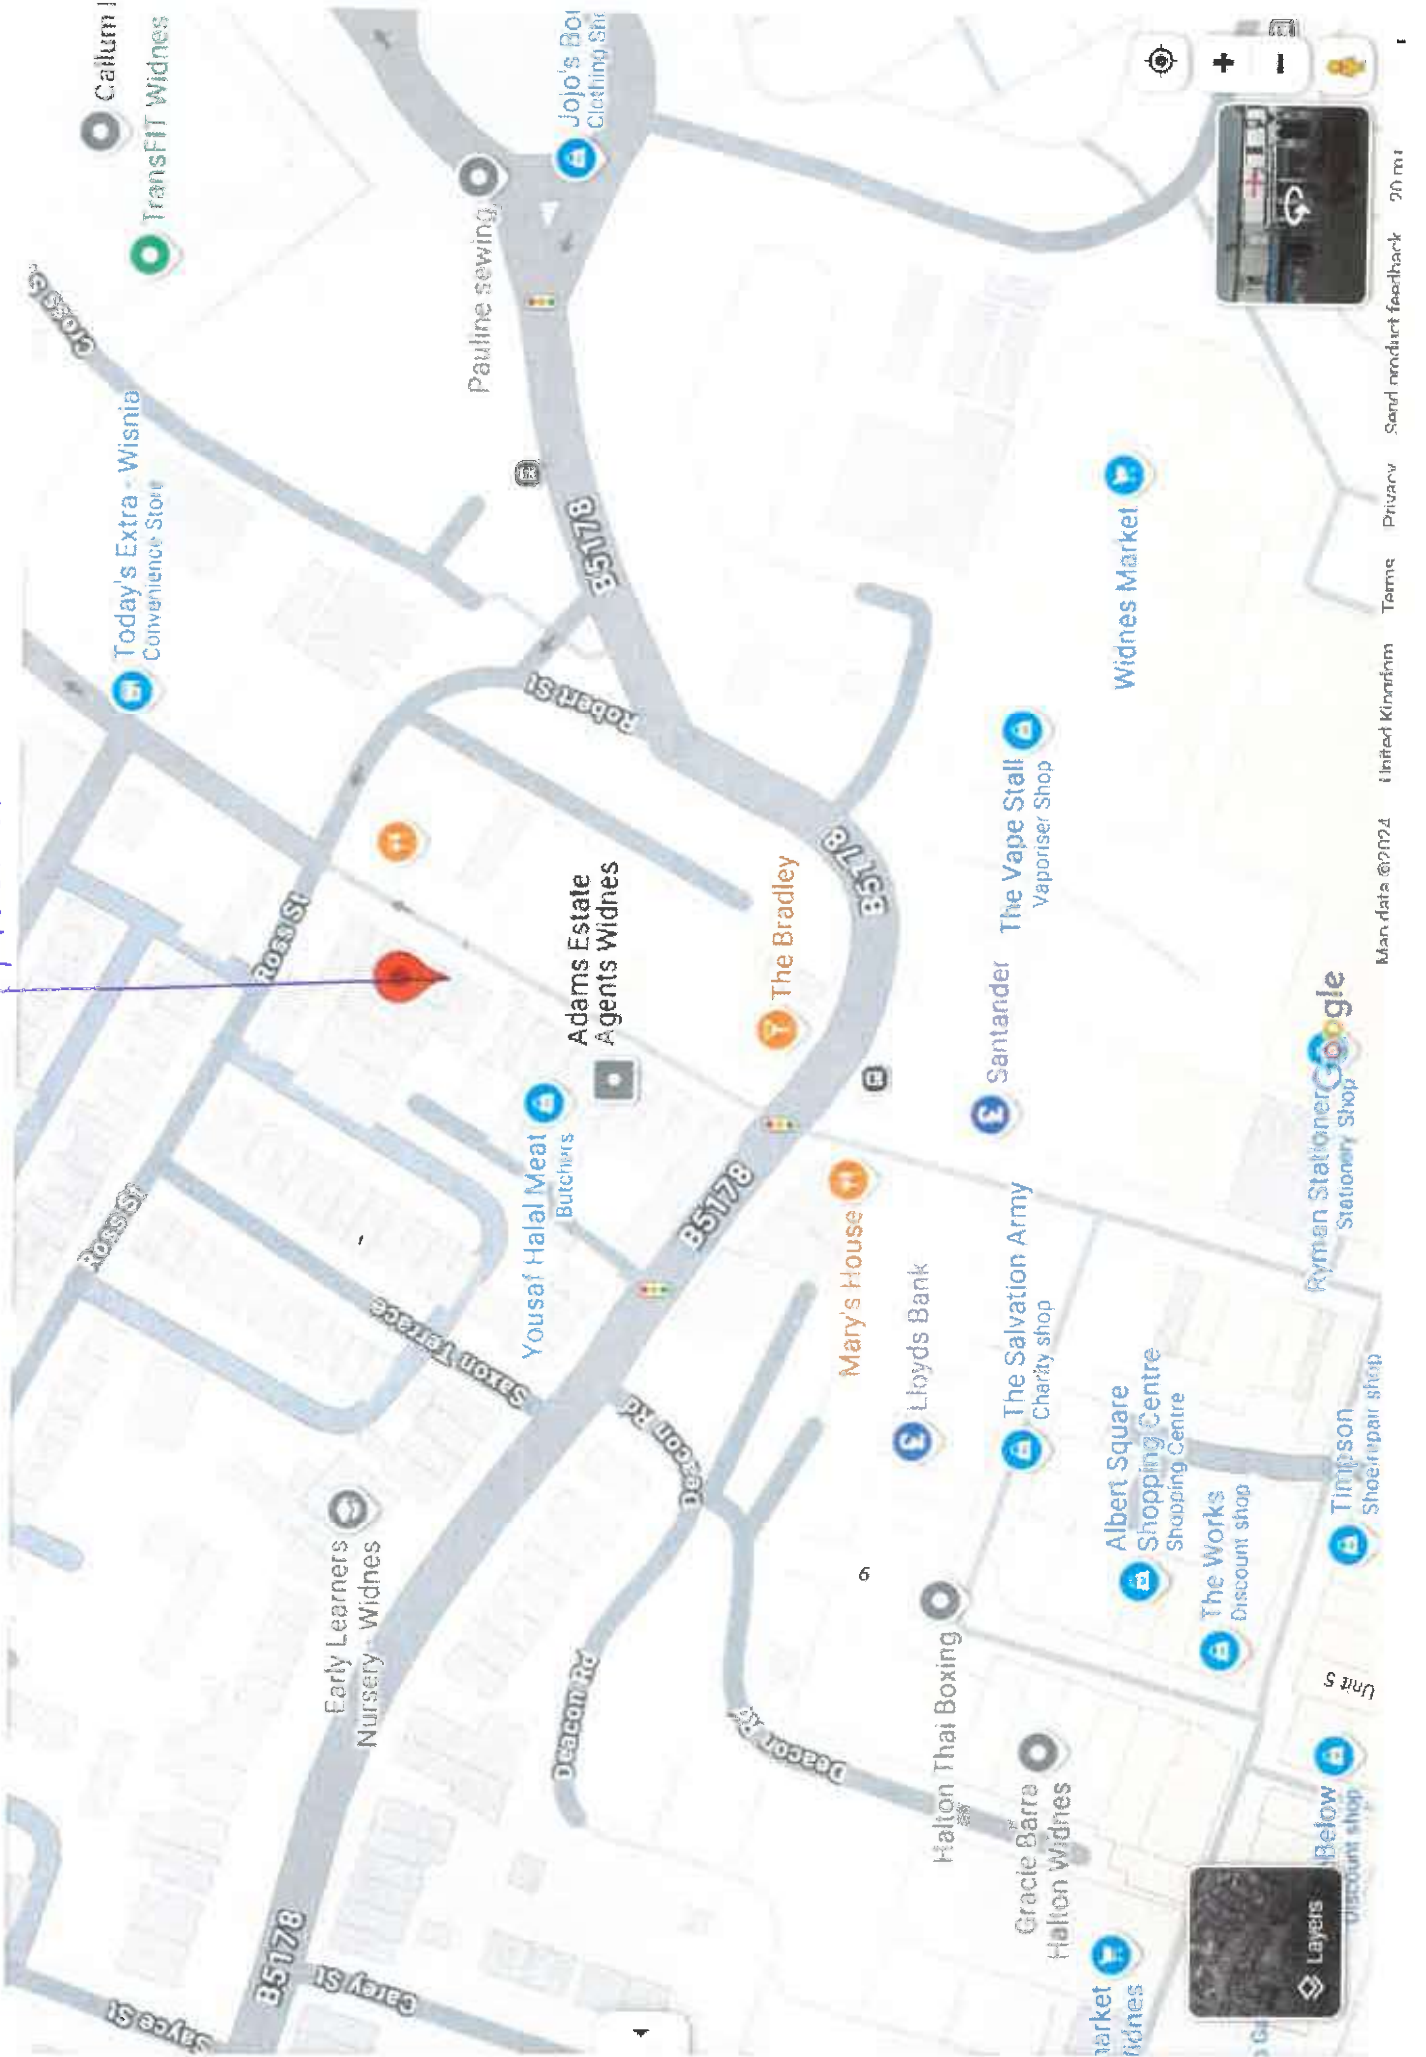 Callum
TransFIT Widnes
Cross St
Today's Extra - Wisnia
Convenience Store
Jojo's
Clothing
Pauline sewing
B5178
Robert St
Ross St
Ross St
Adams Estate
Agents Widnes
The Bradley
B5178
Yousaf Halal Meat
Butchers
Saxon Terrace
B5178
Early Learners
Nursery - Widnes
Deacon Rd
Deacon Rd
Deacon Rd
Mary's House
Lloyds Bank
Santander
The Vape Stall
Vaporiser Shop
Widnes Market
The Salvation Army
Charity shop
Albert Square
Shopping Centre
Shopping Centre
The Works
Discount shop
Ryman Stationer
Stationery Shop
Google
Timpson
Shoe repair shop
Unit 5
6
Halton Thai Boxing
Gracie Barra
Halton Widnes
Below
Discount shop
B5178
Carey St
Sayce St
Layers
Map data ©2024 United Kingdom Terms Privacy Send product feedback 20 m